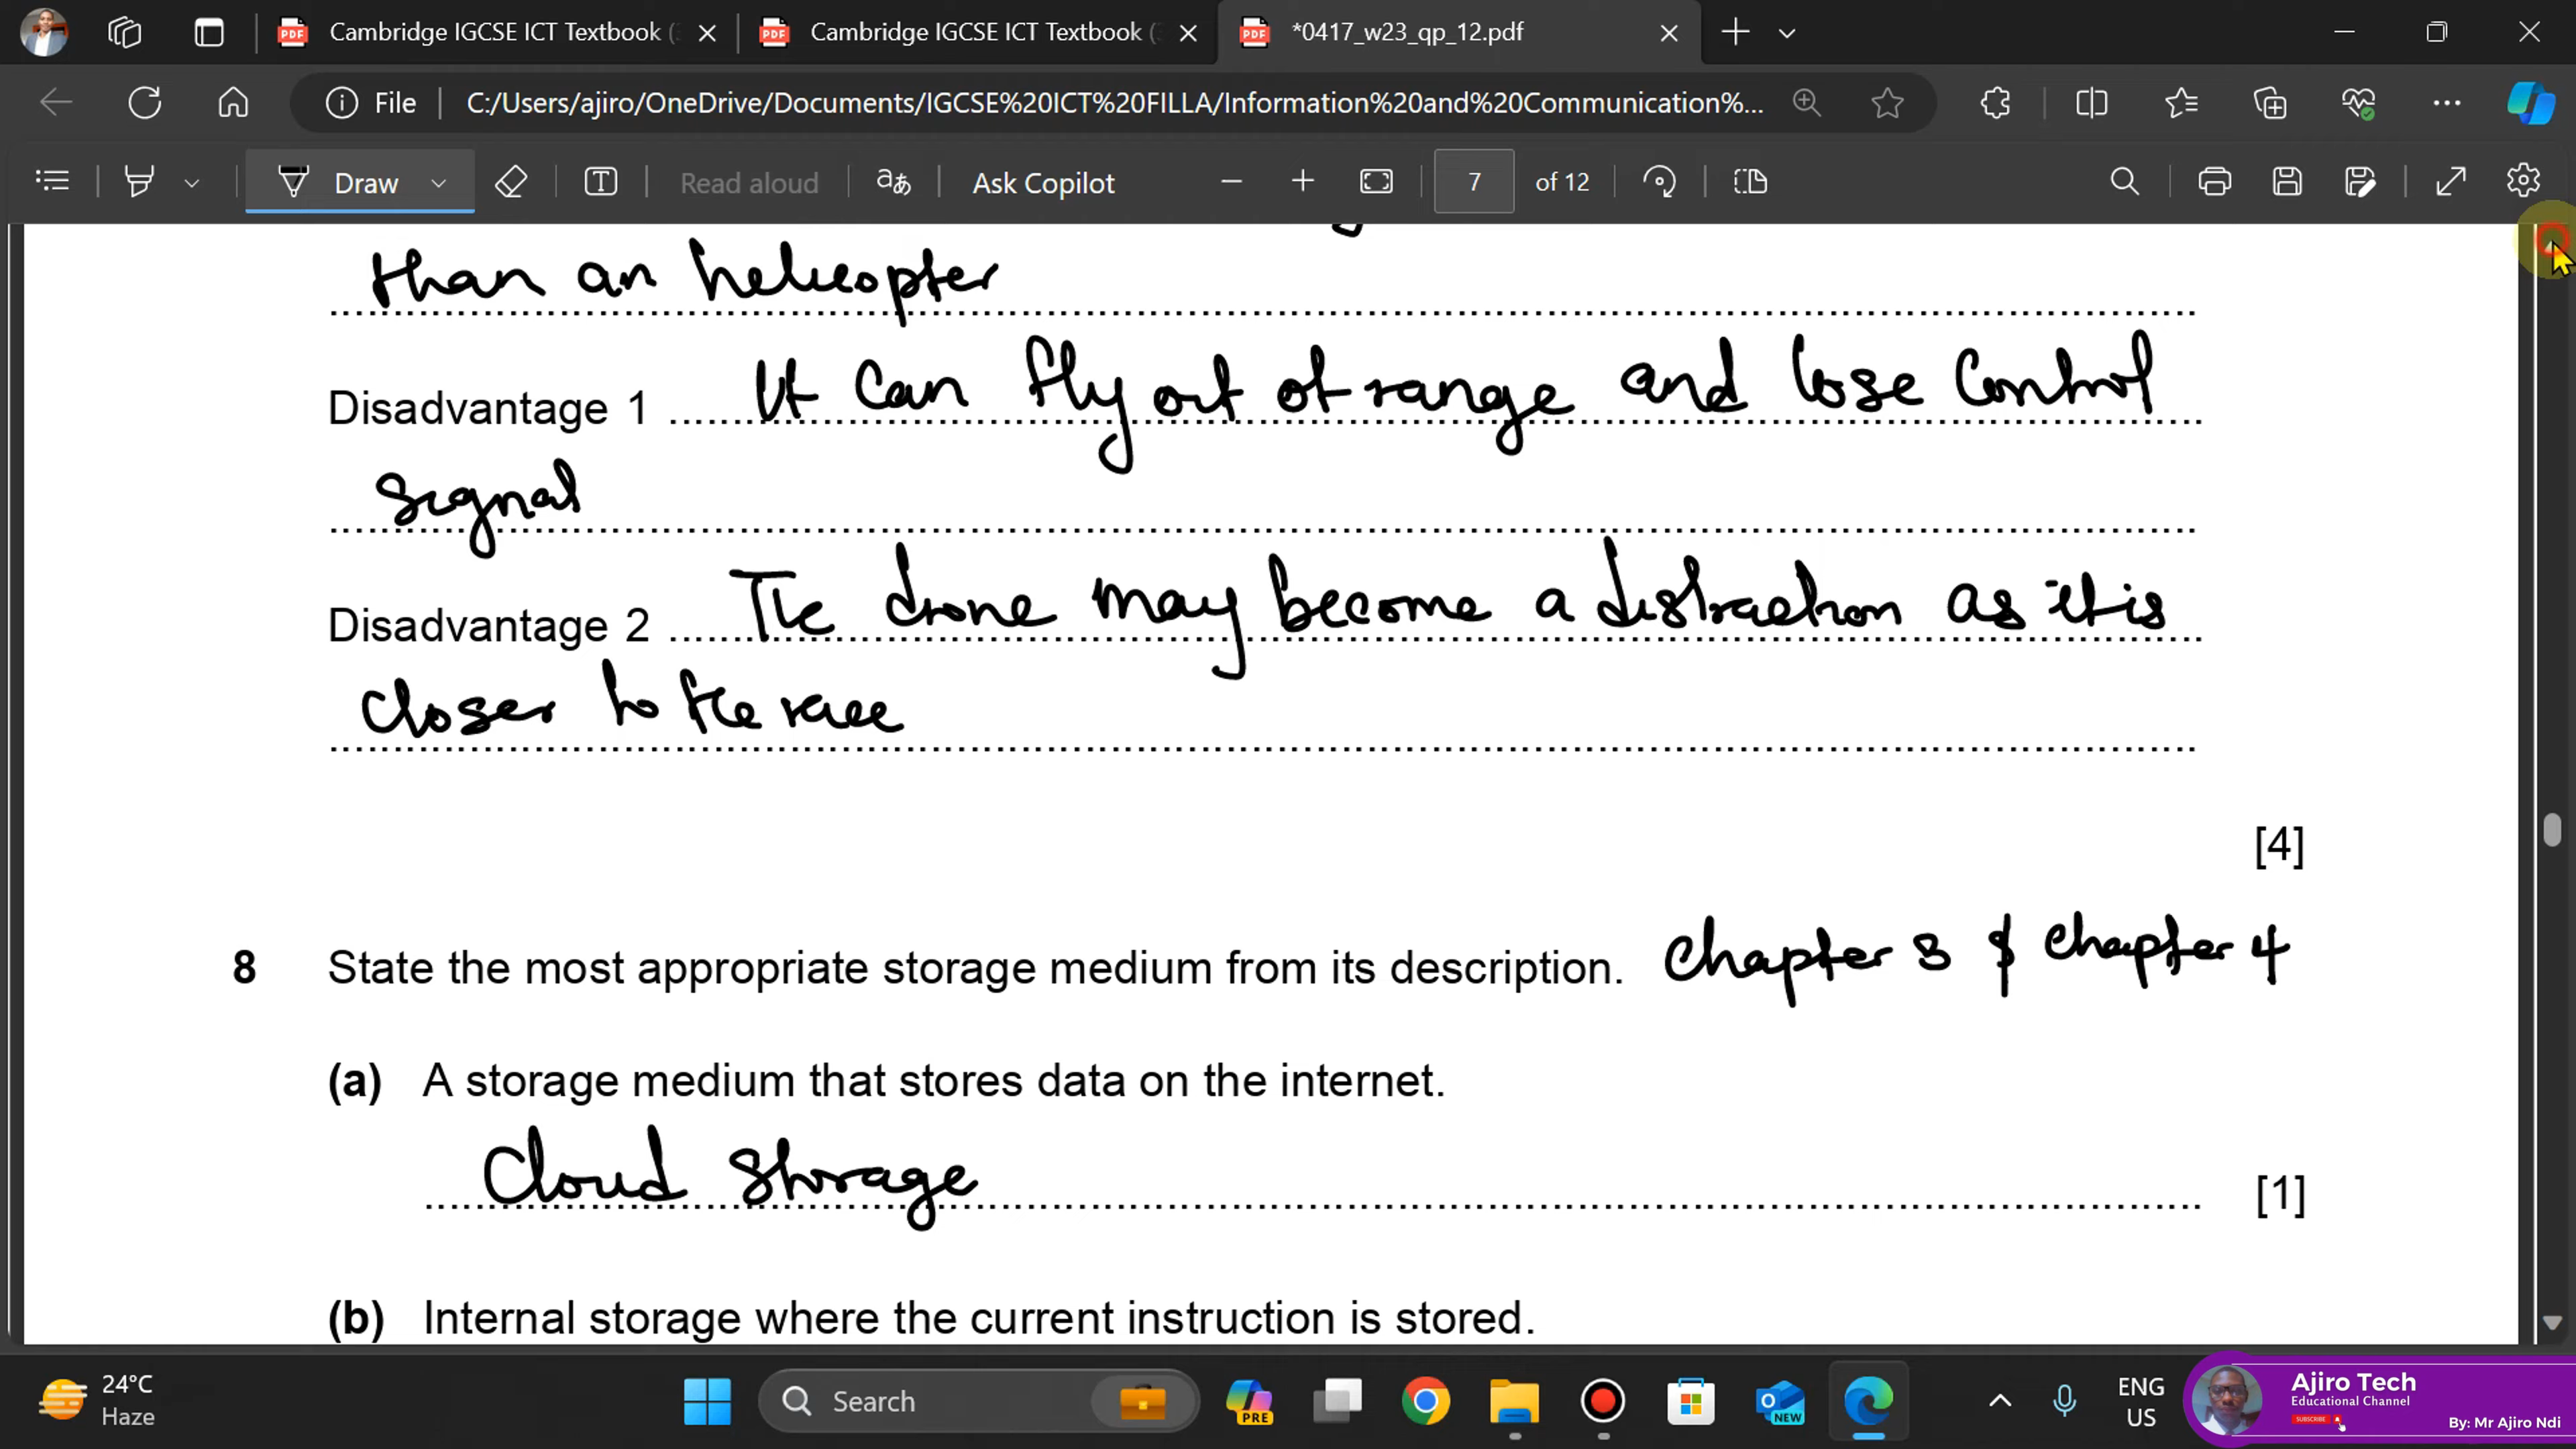 Cambridge IGCSE ICT Textbook (
Cambridge IGCSE ICT Textbook (
*0417_w23_qp_12.pdf
File
C:/Users/ajiro/OneDrive/Documents/IGCSE%20ICT%20FILLA/Information%20and%20Communication%...
Draw
Read aloud
aあ
Ask Copilot
7 of 12
than an helicopter
Disadvantage 1 It can fly out of range and lose control
signal
Disadvantage 2 The drone may become a distraction as it is
closer to the race
[4]
8 State the most appropriate storage medium from its description. Chapter 3 & Chapter 4
(a) A storage medium that stores data on the internet.
Cloud storage [1]
(b) Internal storage where the current instruction is stored.
24°C
Haze
Search
PRE
NEW
ENG
US
Ajiro Tech
Educational Channel
SUBSCRIBE
By: Mr Ajiro Ndi